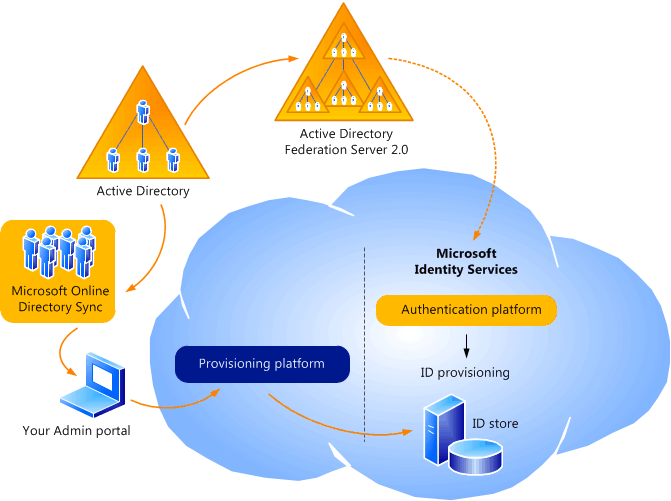 Active Directory
Federation Server 2.0
Active Directory
Microsoft Online
Directory Sync
Your Admin portal
Provisioning platform
Microsoft
Identity Services
Authentication platform
ID provisioning
ID store